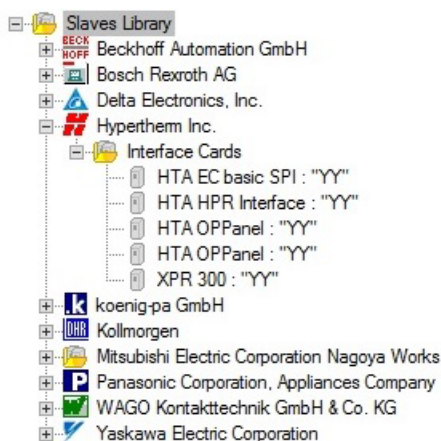 Slaves Library
BECK
HOFF Beckhoff Automation GmbH
Bosch Rexroth AG
Delta Electronics, Inc.
Hypertherm Inc.
Interface Cards
HTA EC basic SPI : "YY"
HTA HPR Interface : "YY"
HTA OPPanel : "YY"
HTA OPPanel : "YY"
XPR 300 : "YY"
.k koenig-pa GmbH
DHR Kollmorgen
Mitsubishi Electric Corporation Nagoya Works
P Panasonic Corporation, Appliances Company
WAGO Kontakttechnik GmbH & Co. KG
Yaskawa Electric Corporation